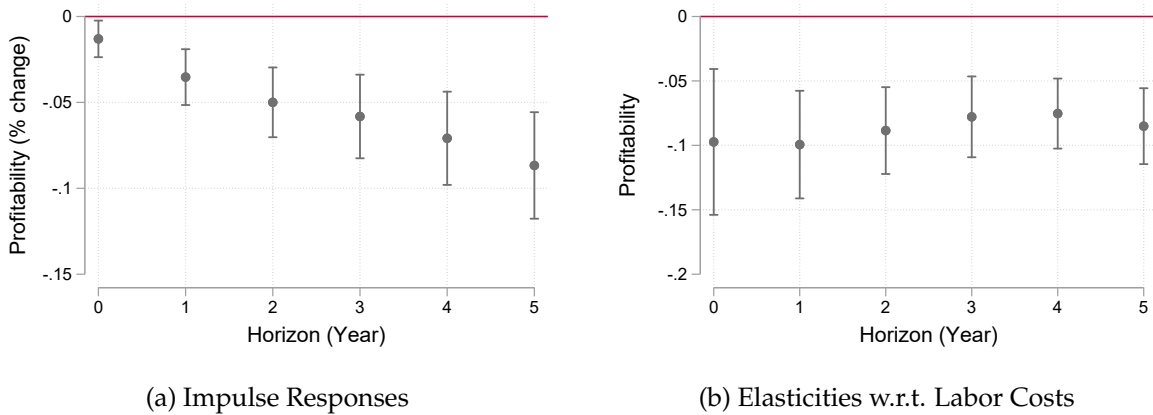 0
-.05
-.1
-.15
Profitability (% change)
0 1 2 3 4 5
Horizon (Year)
(a) Impulse Responses
0
-.05
-.1
-.15
-.2
Profitability
0 1 2 3 4 5
Horizon (Year)
(b) Elasticities w.r.t. Labor Costs